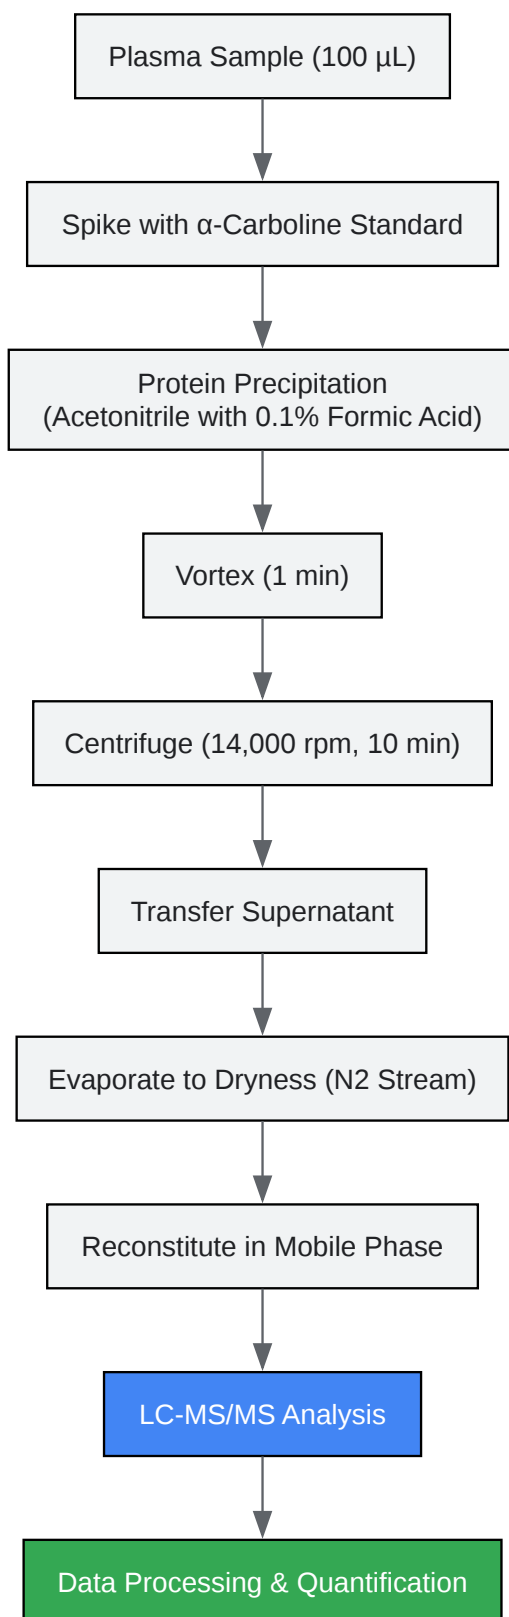 Plasma Sample (100 µL)
Spike with α-Carboline Standard
Protein Precipitation
(Acetonitrile with 0.1% Formic Acid)
Vortex (1 min)
Centrifuge (14,000 rpm, 10 min)
Transfer Supernatant
Evaporate to Dryness (N2 Stream)
Reconstitute in Mobile Phase
LC-MS/MS Analysis
Data Processing & Quantification